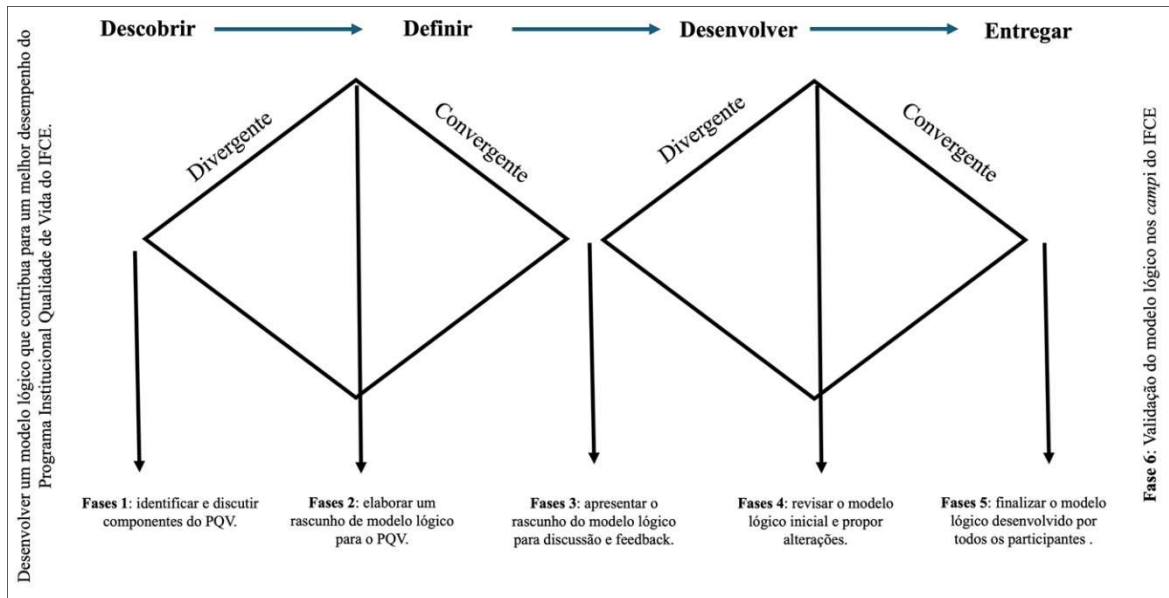 Desenvolver um modelo lógico que contribua para um melhor desempenho do
Programa Institucional Qualidade de Vida do IFCE.
Descobrir
Definir
Desenvolver
Entregar
Divergente
Convergente
Divergente
Convergente
Fases 1: identificar e discutir
componentes do PQV.
Fases 2: elaborar um
rascunho de modelo lógico
para o PQV.
Fases 3: apresentar o
rascunho do modelo lógico
para discussão e feedback.
Fases 4: revisar o modelo
lógico inicial e propor
alterações.
Fases 5: finalizar o modelo
lógico desenvolvido por
todos os participantes .
Fase 6: Validação do modelo lógico nos campi do IFCE